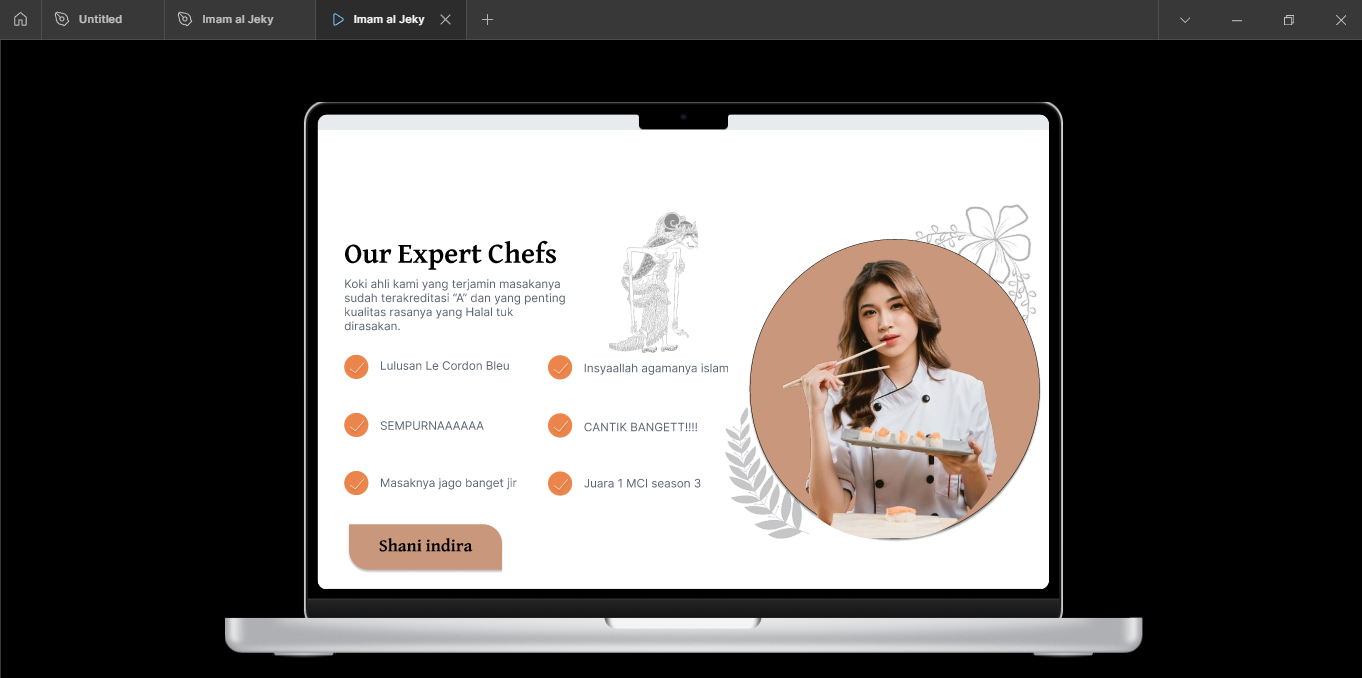 Untitled
Imam al Jeky
Imam al Jeky
Our Expert Chefs
Koki ahli kami yang terjamin masakanya
sudah terakreditasi “A” dan yang penting
kualitas rasanya yang Halal tuk
dirasakan.
Lulusan Le Cordon Bleu
Insyaallah agamanya islam
SEMPURNAAAAAA
CANTIK BANGETT!!!!
Masaknya jago banget jir
Juara 1 MCI season 3
Shani indira